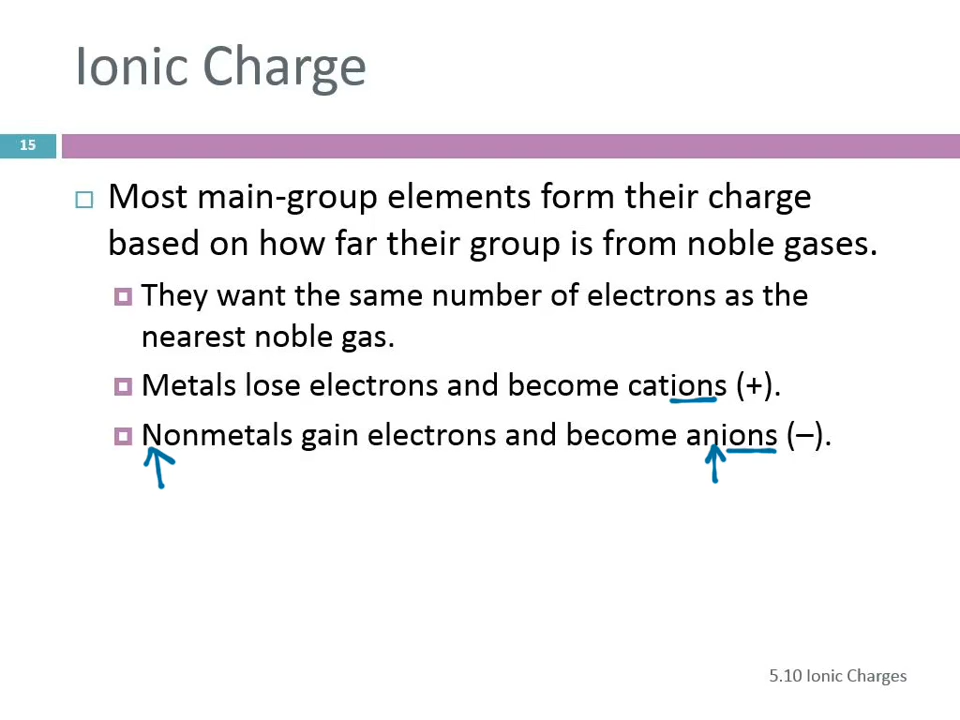 Ionic Charge
15
Most main-group elements form their charge
based on how far their group is from noble gases.
They want the same number of electrons as the
nearest noble gas.
Metals lose electrons and become cations (+).
Nonmetals gain electrons and become anions (–).
5.10 Ionic Charges